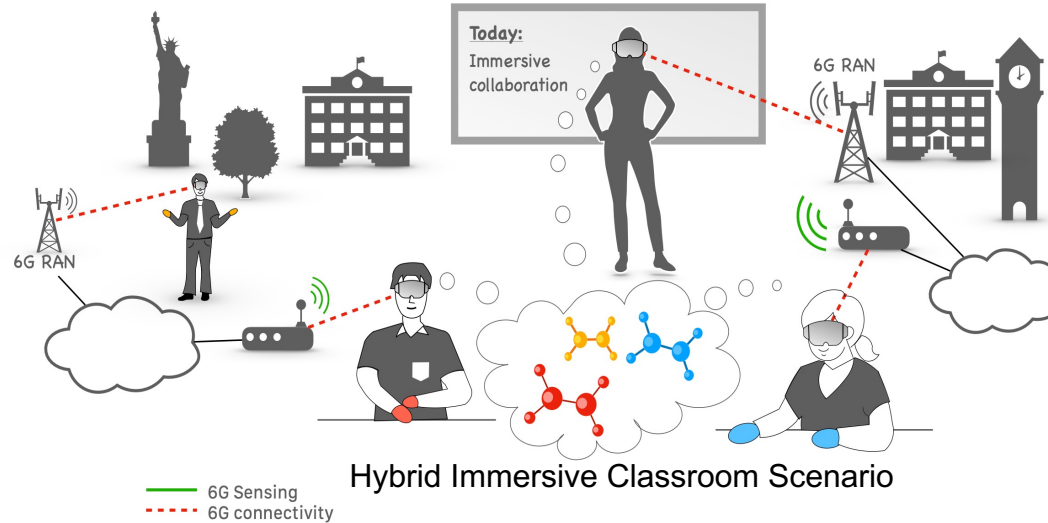 Today:
Immersive
collaboration
6G RAN
6G RAN
Hybrid Immersive Classroom Scenario
6G Sensing
6G connectivity